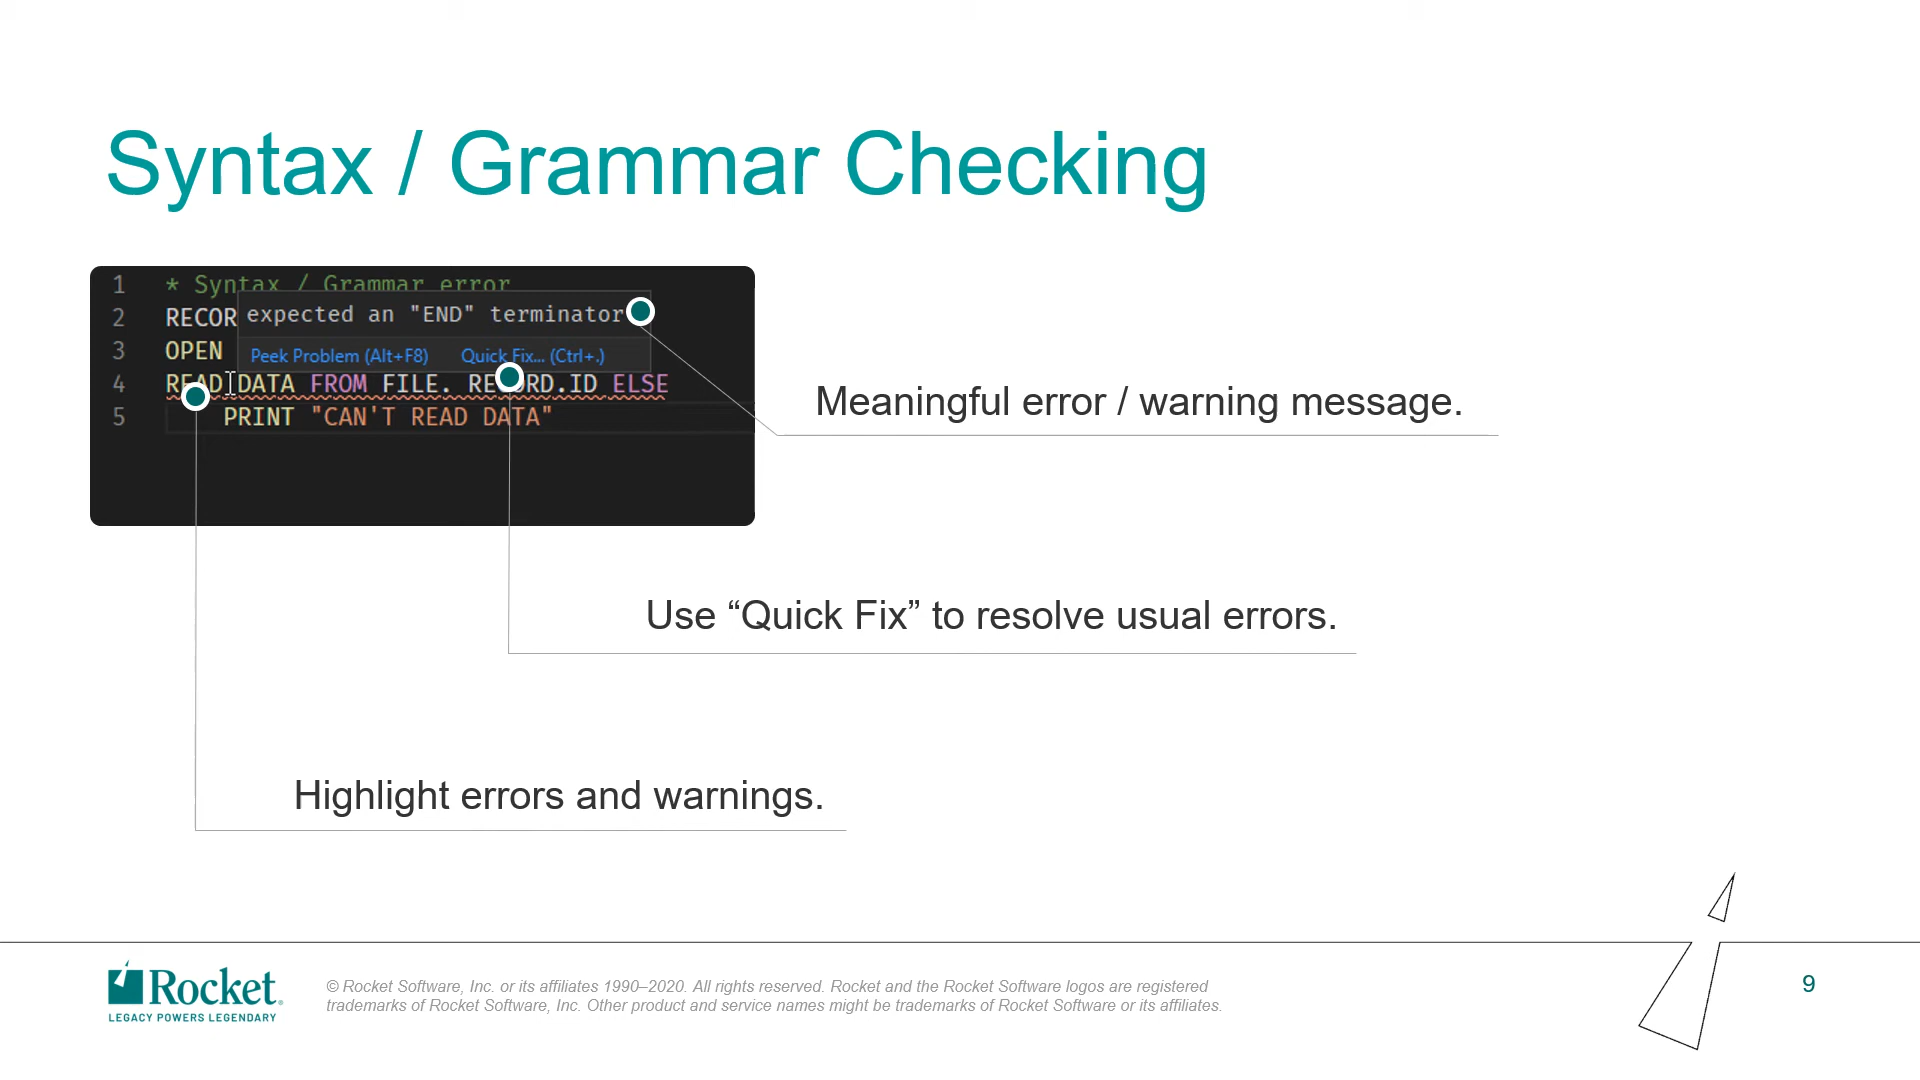 Syntax / Grammar Checking
1 * Syntax / Grammar error
2 RECOR
expected an "END" terminator
3 OPEN
Peek Problem (Alt+F8) Quick Fix... (Ctrl+.)
4 READ DATA FROM FILE. RECORD.ID ELSE
5 PRINT "CAN'T READ DATA"
Meaningful error / warning message.
Use “Quick Fix” to resolve usual errors.
Highlight errors and warnings.
Rocket
LEGACY POWERS LEGENDARY
© Rocket Software, Inc. or its affiliates 1990–2020. All rights reserved. Rocket and the Rocket Software logos are registered
trademarks of Rocket Software, Inc. Other product and service names might be trademarks of Rocket Software or its affiliates.
9